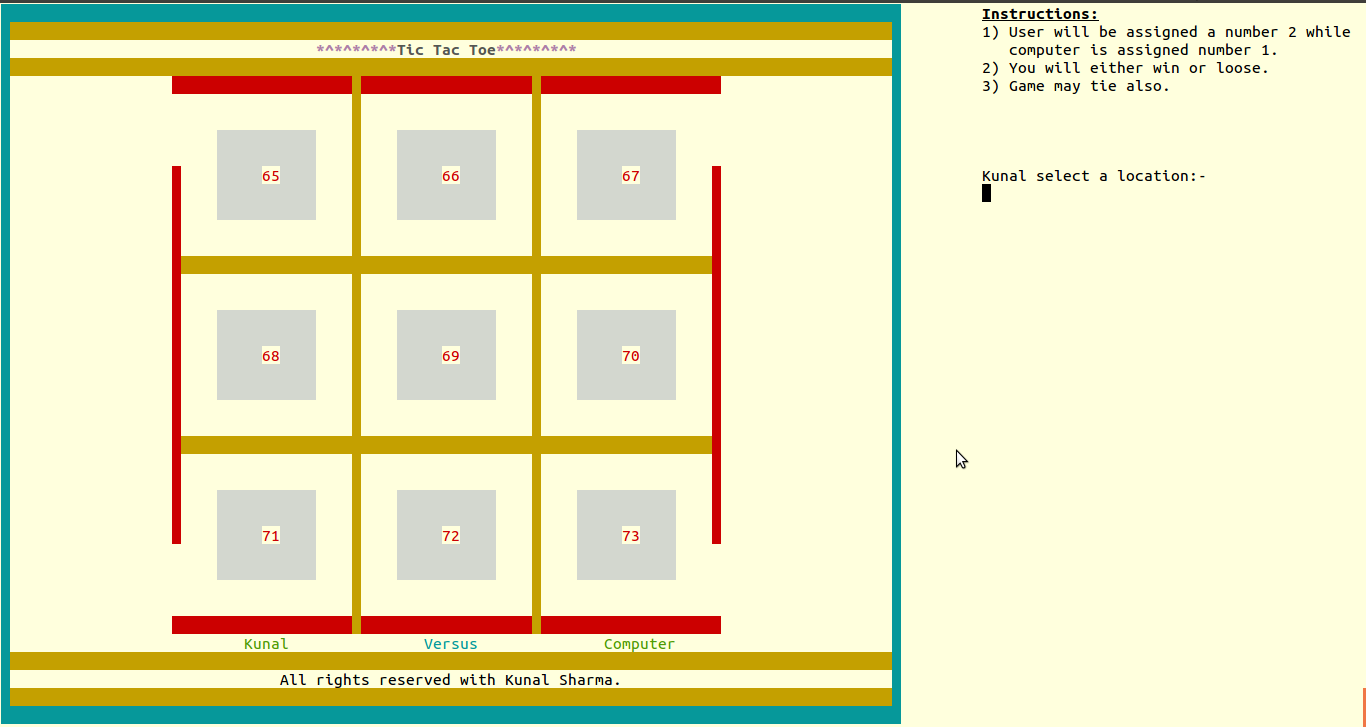 *^*^*^*^*Tic Tac Toe*^*^*^*^*
65 66 67
68 69 70
71 72 73
Kunal Versus Computer
All rights reserved with Kunal Sharma.
Instructions:
1) User will be assigned a number 2 while
computer is assigned number 1.
2) You will either win or loose.
3) Game may tie also.
Kunal select a location:-